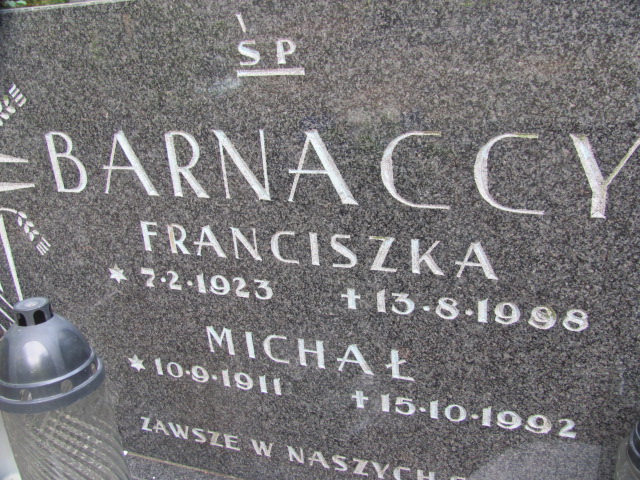 ŚP
BARNACCY
FRANCISZKA
* 7·2·1923 ✝ 13·8·1998
MICHAŁ
* 10·9·1911 ✝ 15·10·1992
ZAWSZE W NASZYCH